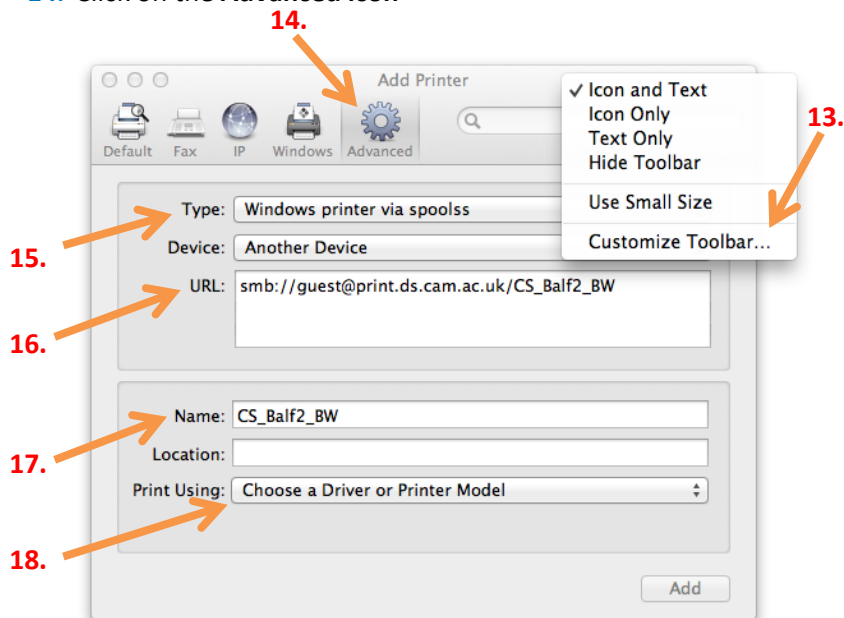 14. Click on the Advanced icon
14.
Add Printer
Default Fax IP Windows Advanced
✓ Icon and Text
Icon Only
Text Only
Hide Toolbar
Use Small Size
Customize Toolbar...
13.
Type: Windows printer via spoolss
15.
Device: Another Device
URL: smb://guest@print.ds.cam.ac.uk/CS_Balf2_BW
16.
Name: CS_Balf2_BW
17.
Location:
Print Using: Choose a Driver or Printer Model
18.
Add